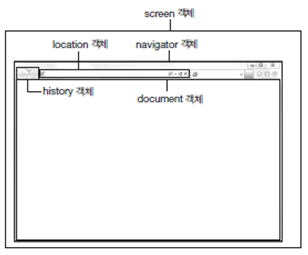 screen 객체
location 객체
navigator 객체
history 객체
document 객체